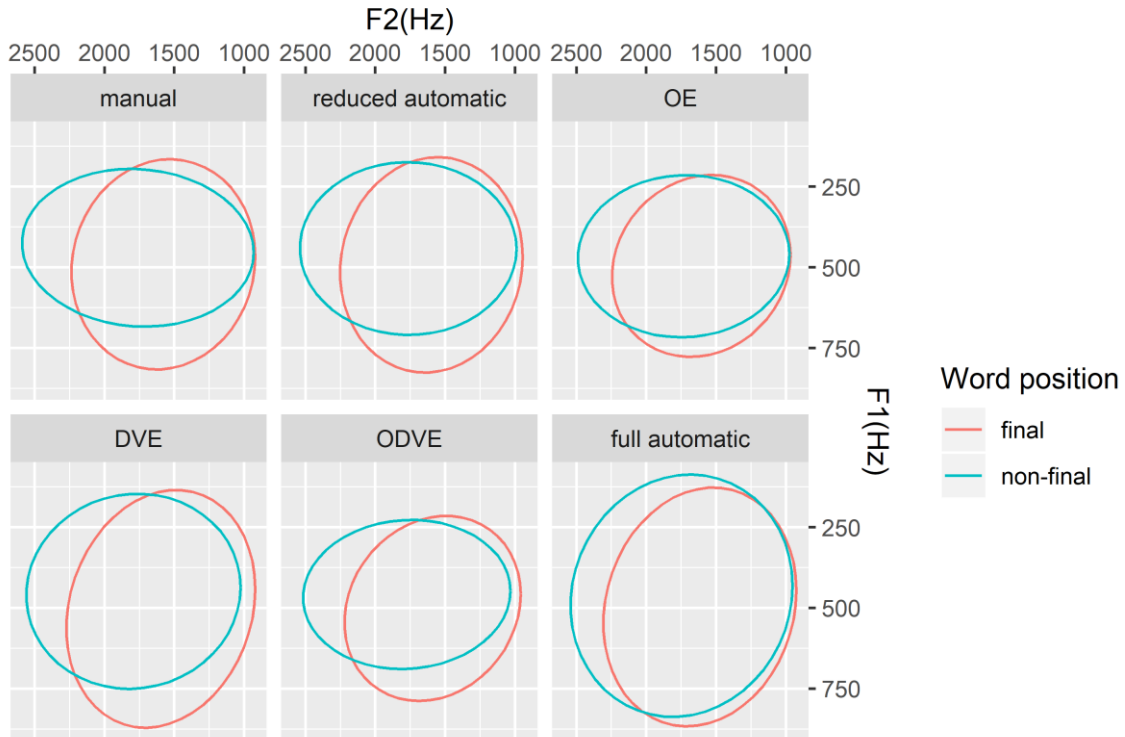 F2(Hz)
2500 2000 1500 1000 2500 2000 1500 1000 2500 2000 1500 1000
manual reduced automatic OE
250
500
750
DVE ODVE full automatic
250
500
750
F1(Hz)
Word position
final
non-final